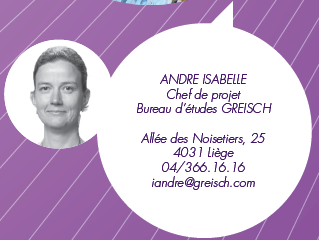 ANDRE ISABELLE
Chef de projet
Bureau d'études GREISCH
Allée des Noisetiers, 25
4031 Liège
04/366.16.16
iandre@greisch.com